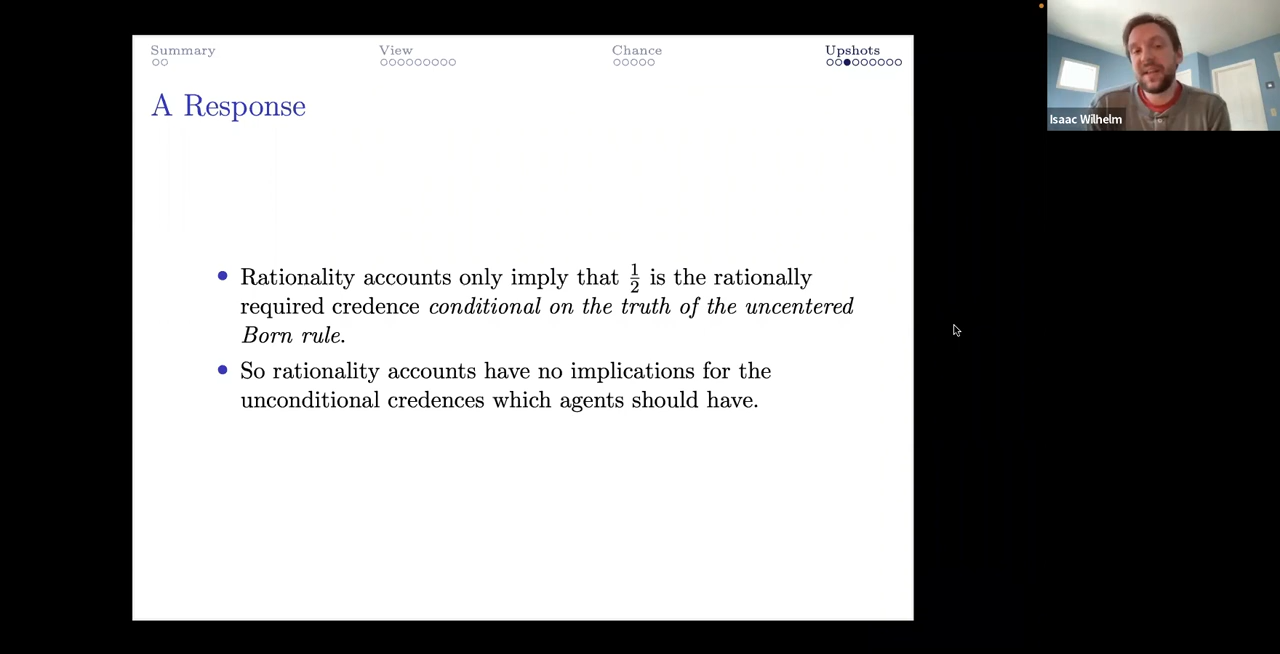 Summary View Chance Upshots
A Response
Rationality accounts only imply that 1/2 is the rationally
required credence conditional on the truth of the uncentered
Born rule.
So rationality accounts have no implications for the
unconditional credences which agents should have.
Isaac Wilhelm